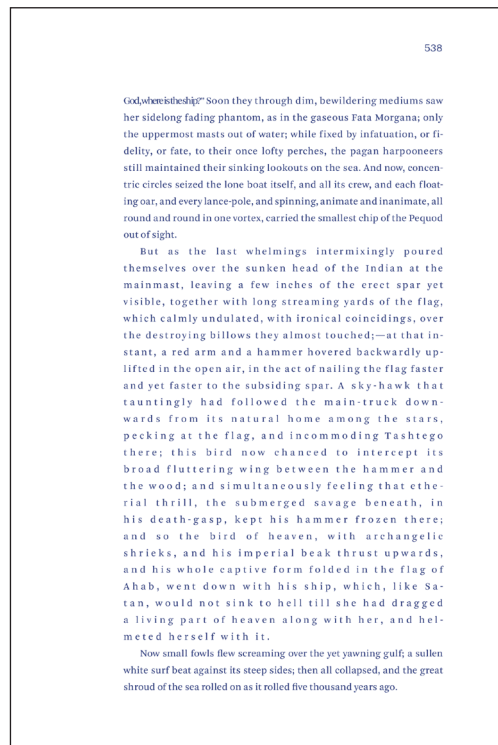 538
God, where is the ship?" Soon they through dim, bewildering mediums saw
her sidelong fading phantom, as in the gaseous Fata Morgana; only
the uppermost masts out of water; while fixed by infatuation, or fi-
delity, or fate, to their once lofty perches, the pagan harpooneers
still maintained their sinking lookouts on the sea. And now, concen-
tric circles seized the lone boat itself, and all its crew, and each float-
ing oar, and every lance-pole, and spinning, animate and inanimate, all
round and round in one vortex, carried the smallest chip of the Pequod
out of sight.
But as the last whelmings intermixingly poured
themselves over the sunken head of the Indian at the
mainmast, leaving a few inches of the erect spar yet
visible, together with long streaming yards of the flag,
which calmly undulated, with ironical coincidings, over
the destroying billows they almost touched;—at that in-
stant, a red arm and a hammer hovered backwardly up-
lifted in the open air, in the act of nailing the flag faster
and yet faster to the subsiding spar. A sky-hawk that
tauntingly had followed the main-truck down-
wards from its natural home among the stars,
pecking at the flag, and incommoding Tashtego
there; this bird now chanced to intercept its
broad fluttering wing between the hammer and
the wood; and simultaneously feeling that ethe-
rial thrill, the submerged savage beneath, in
his death-gasp, kept his hammer frozen there;
and so the bird of heaven, with archangelic
shrieks, and his imperial beak thrust upwards,
and his whole captive form folded in the flag of
Ahab, went down with his ship, which, like Sa-
tan, would not sink to hell till she had dragged
a living part of heaven along with her, and hel-
meted herself with it.
Now small fowls flew screaming over the yet yawning gulf; a sullen
white surf beat against its steep sides; then all collapsed, and the great
shroud of the sea rolled on as it rolled five thousand years ago.